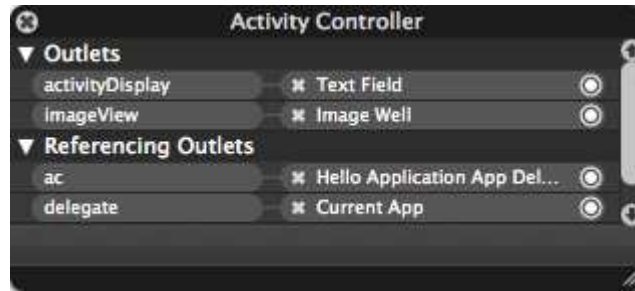 Activity Controller
Outlets
activityDisplay Text Field
imageView Image Well
Referencing Outlets
ac Hello Application App Del...
delegate Current App